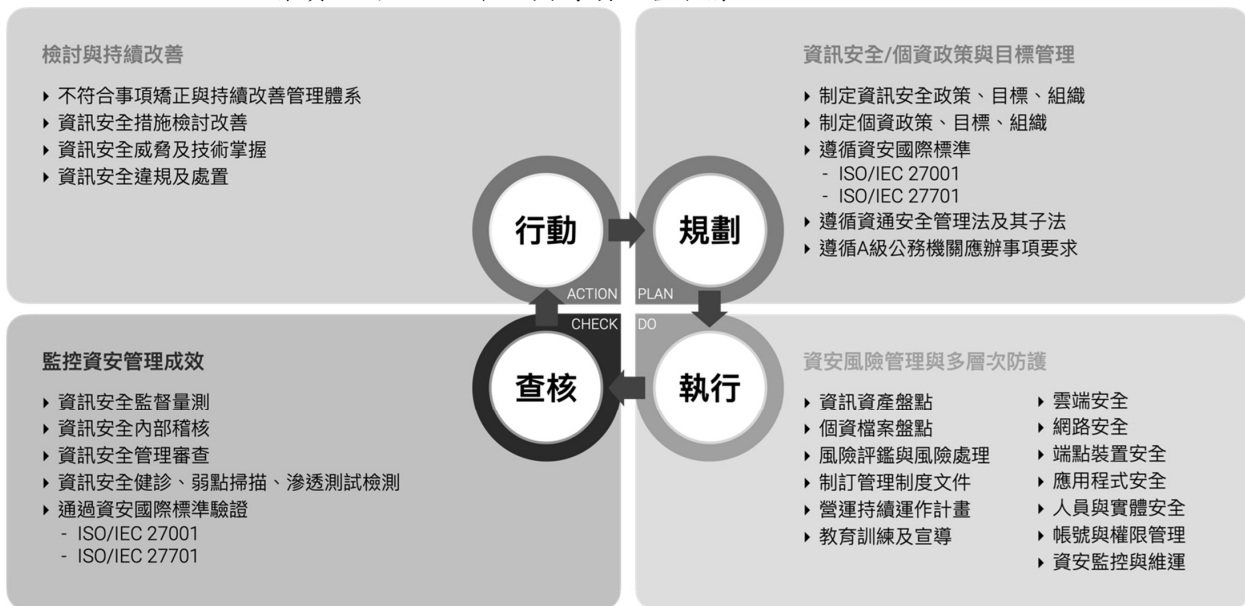 檢討與持續改善
▸ 不符合事項矯正與持續改善管理體系
▸ 資訊安全措施檢討改善
▸ 資訊安全威脅及技術掌握
▸ 資訊安全違規及處置
資訊安全/個資政策與目標管理
▸ 制定資訊安全政策、目標、組織
▸ 制定個資政策、目標、組織
▸ 遵循資安國際標準
- ISO/IEC 27001
- ISO/IEC 27701
▸ 遵循資通安全管理法及其子法
▸ 遵循A級公務機關應辦事項要求
行動
規劃
ACTION
PLAN
CHECK
DO
查核
執行
監控資安管理成效
▸ 資訊安全監督量測
▸ 資訊安全內部稽核
▸ 資訊安全管理審查
▸ 資訊安全健診、弱點掃描、滲透測試檢測
▸ 通過資安國際標準驗證
- ISO/IEC 27001
- ISO/IEC 27701
資安風險管理與多層次防護
▸ 資訊資產盤點
▸ 個資檔案盤點
▸ 風險評鑑與風險處理
▸ 制訂管理制度文件
▸ 營運持續運作計畫
▸ 教育訓練及宣導
▸ 雲端安全
▸ 網路安全
▸ 端點裝置安全
▸ 應用程式安全
▸ 人員與實體安全
▸ 帳號與權限管理
▸ 資安監控與維運